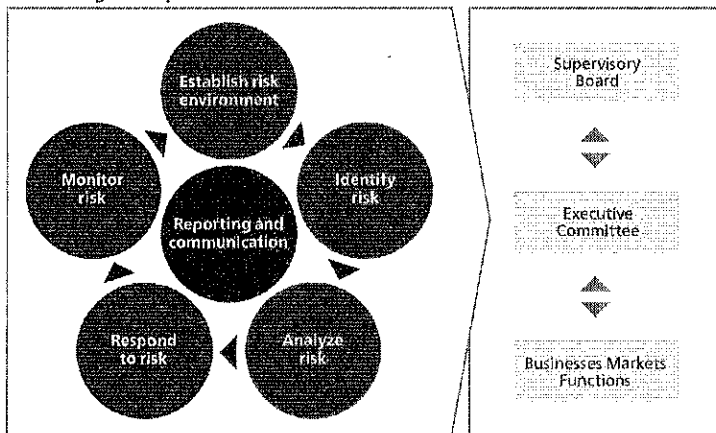 Establish risk
environment
Monitor
risk
Identify
risk
Reporting and
communication
Respond
to risk
Analyze
risk
Supervisory
Board
Executive
Committee
Businesses Markets
Functions